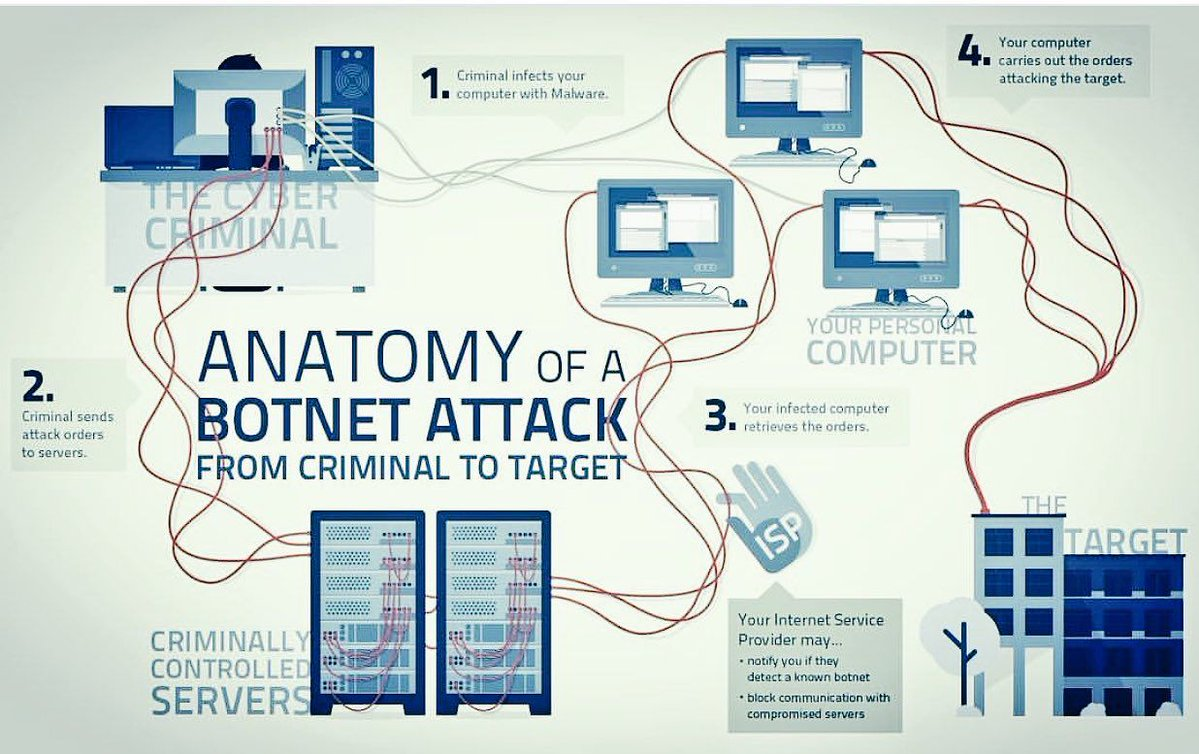 1. Criminal infects your
computer with Malware.
4. Your computer
carries out the orders
attacking the target.
THE CYBER
CRIMINAL
YOUR PERSONAL
COMPUTER
ANATOMY OF A
BOTNET ATTACK
FROM CRIMINAL TO TARGET
2.
Criminal sends
attack orders
to servers.
3. Your infected computer
retrieves the orders.
ISP
THE
TARGET
Your Internet Service
Provider may...
• notify you if they
detect a known botnet
• block communication with
compromised servers
CRIMINALLY
CONTROLLED
SERVERS